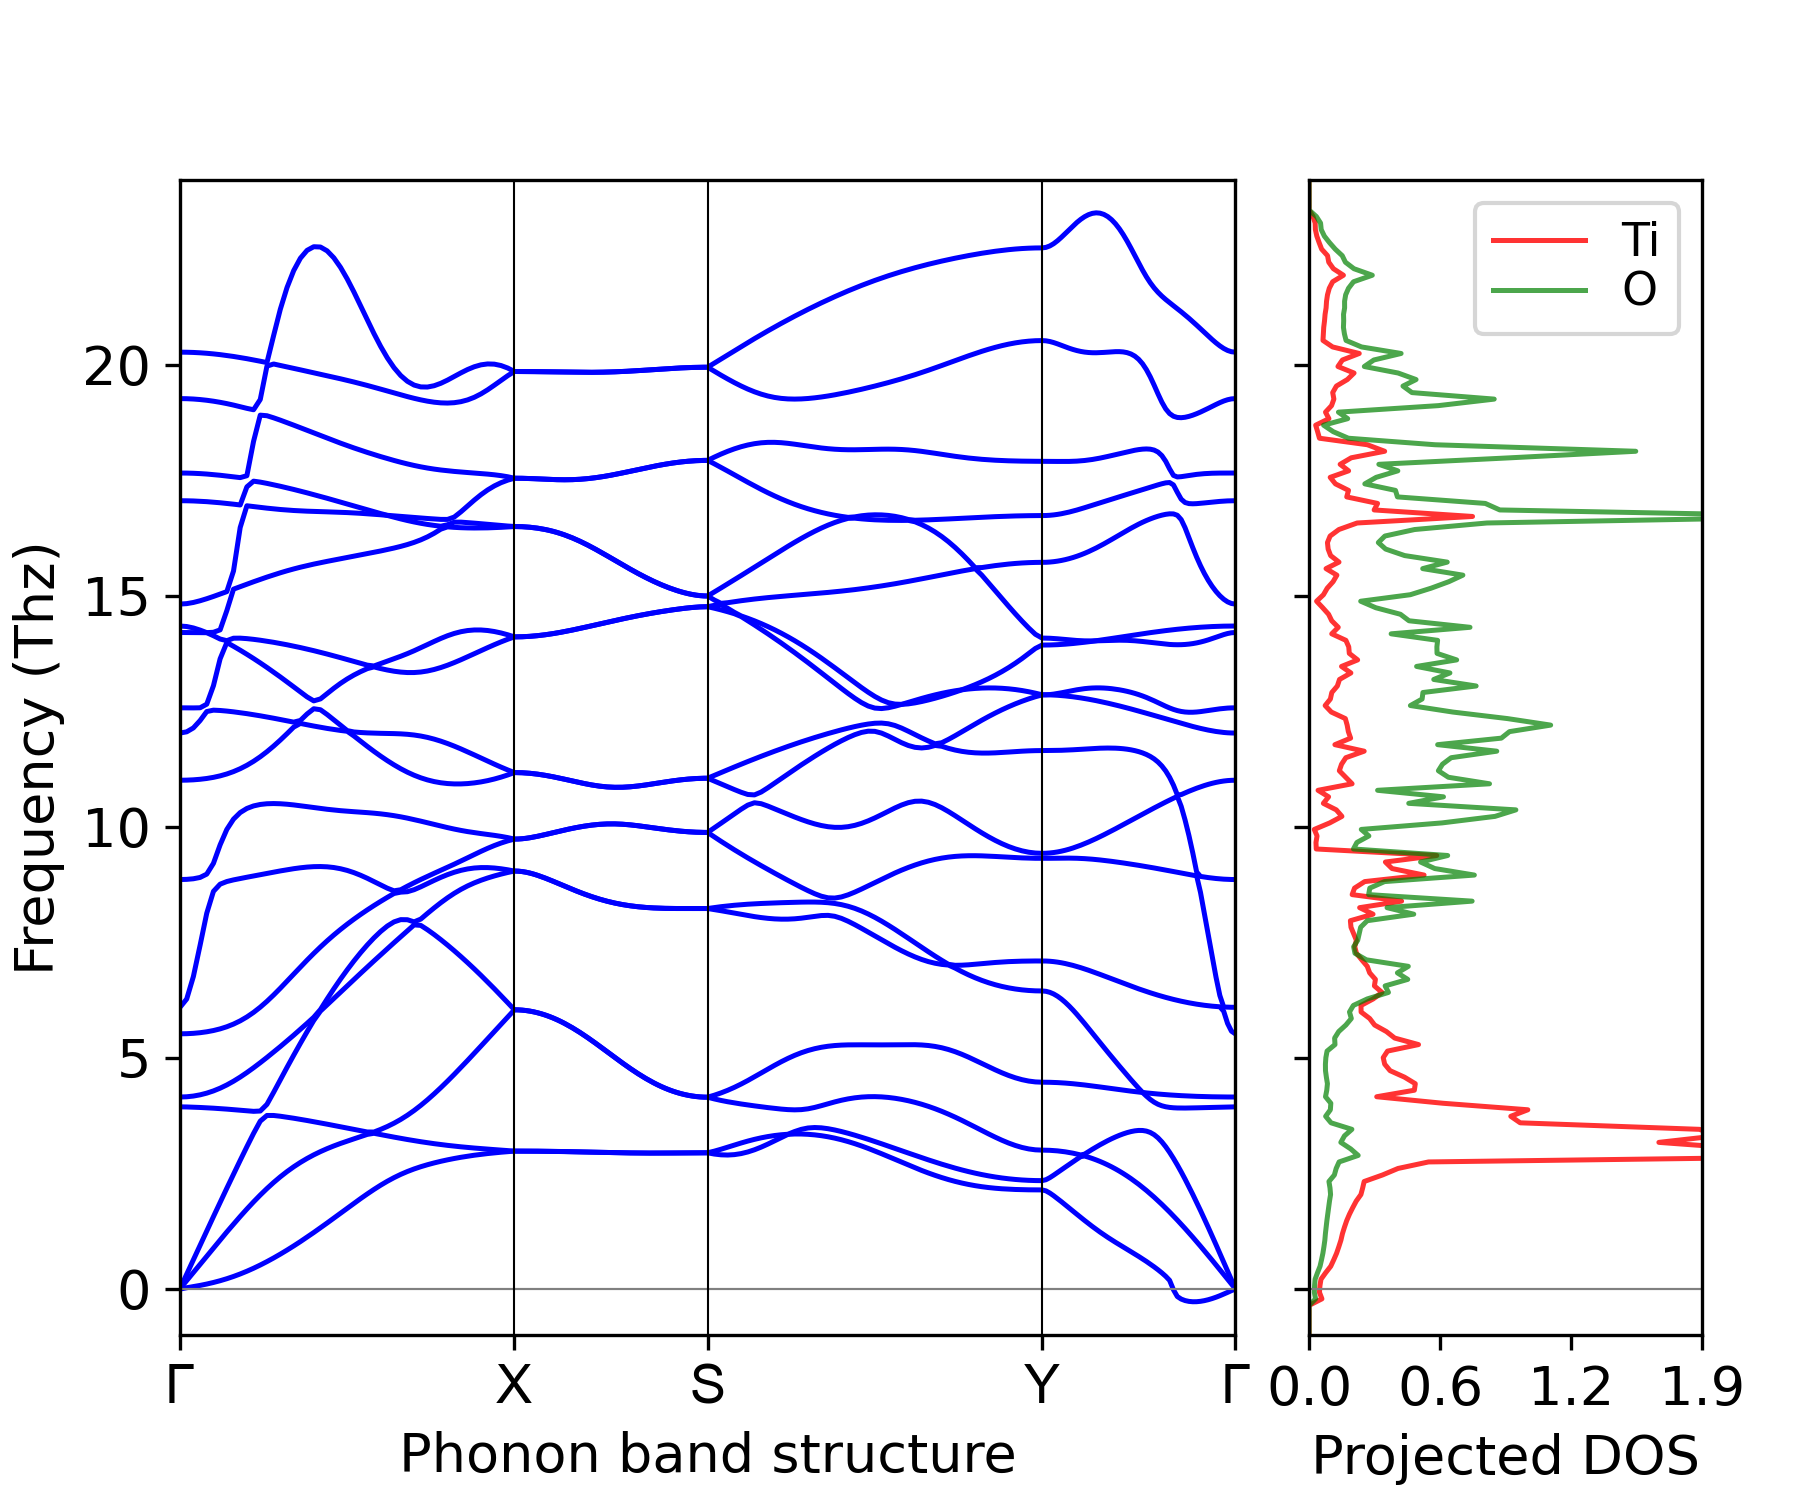 Ti
O
20
15
10
5
0
Frequency (Thz)
Γ X S Y Γ
0.0 0.6 1.2 1.9
Phonon band structure
Projected DOS